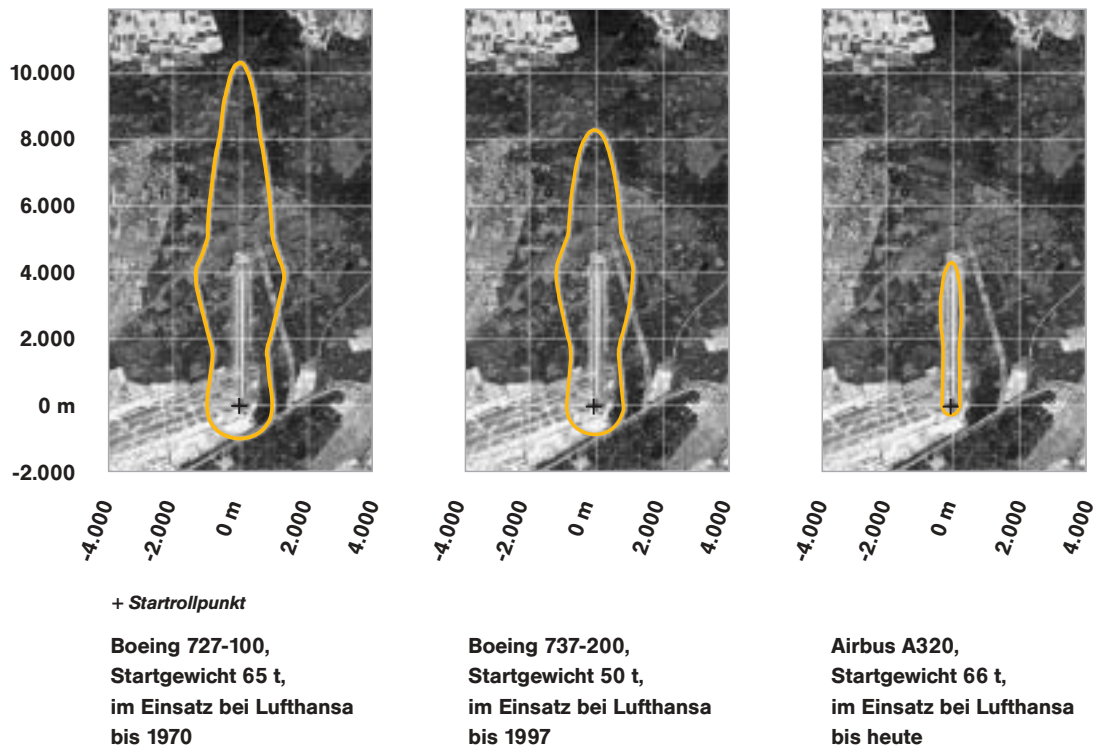 10.000
8.000
6.000
4.000
2.000
0 m
-2.000
-4.000
-2.000
0 m
2.000
4.000
-4.000
-2.000
0 m
2.000
4.000
-4.000
-2.000
0 m
2.000
4.000
+ Startrollpunkt
Boeing 727-100,
Startgewicht 65 t,
im Einsatz bei Lufthansa
bis 1970
Boeing 737-200,
Startgewicht 50 t,
im Einsatz bei Lufthansa
bis 1997
Airbus A320,
Startgewicht 66 t,
im Einsatz bei Lufthansa
bis heute